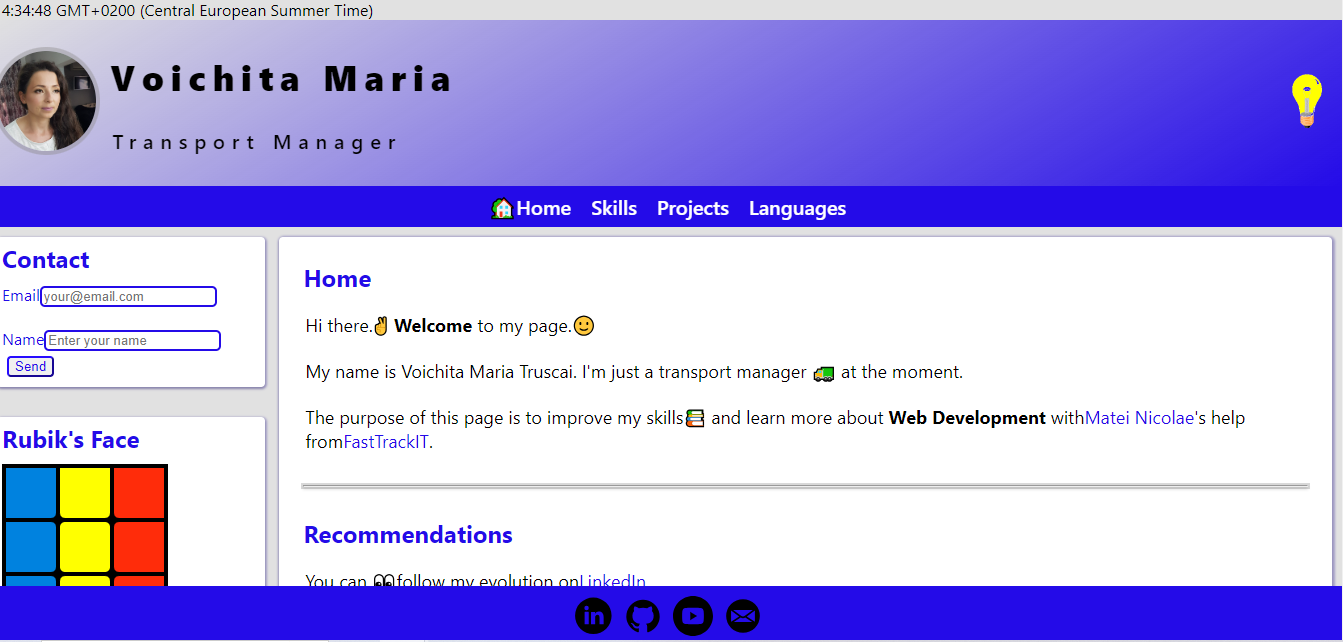 4:34:48 GMT+0200 (Central European Summer Time)
Voichita Maria
Transport Manager
Home Skills Projects Languages
Contact
Email your@email.com
Name Enter your name
Send
Rubik's Face
Home
Hi there.✌ Welcome to my page.🙂
My name is Voichita Maria Truscai. I'm just a transport manager 🚚 at the moment.
The purpose of this page is to improve my skills📚 and learn more about Web Development withMatei Nicolae's help
fromFastTrackIT.
Recommendations
You can 👀follow my evolution onLinkedIn
in